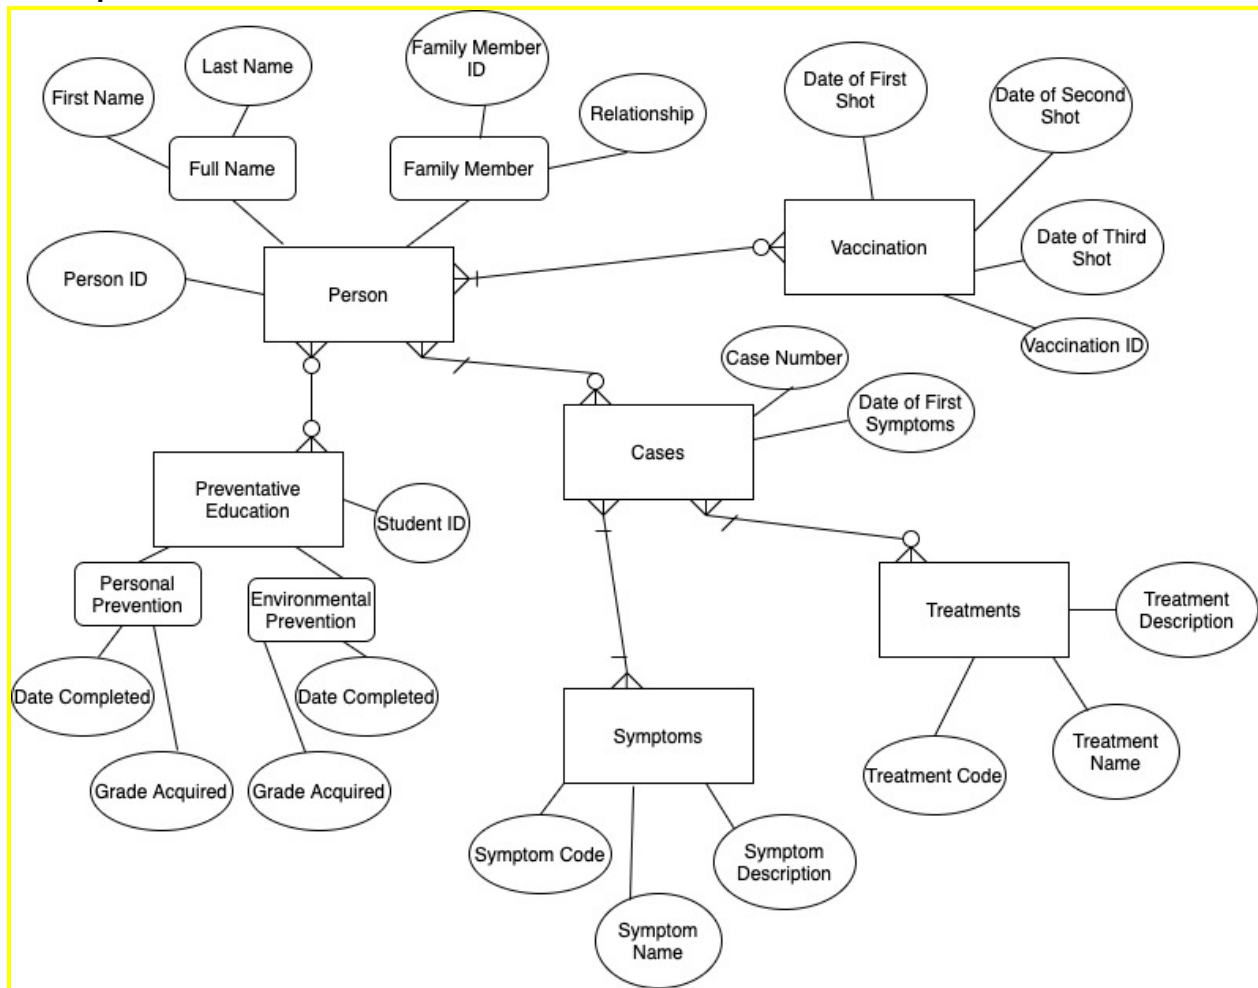 Last Name
Family Member
ID
First Name
Relationship
Full Name
Family Member
Date of First
Shot
Date of Second
Shot
Vaccination
Date of Third
Shot
Vaccination ID
Person ID
Person
Case Number
Date of First
Symptoms
Cases
Preventative
Education
Student ID
Personal
Prevention
Environmental
Prevention
Date Completed
Date Completed
Grade Acquired
Grade Acquired
Treatments
Treatment
Description
Treatment Code
Treatment
Name
Symptoms
Symptom Code
Symptom
Description
Symptom
Name